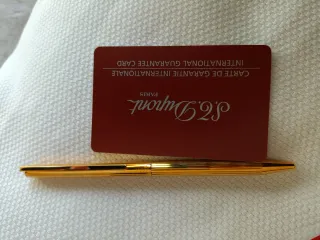 S.T. Dupont
PARIS
CARTE DE GARANTIE INTERNATIONALE
INTERNATIONAL GUARANTEE CARD